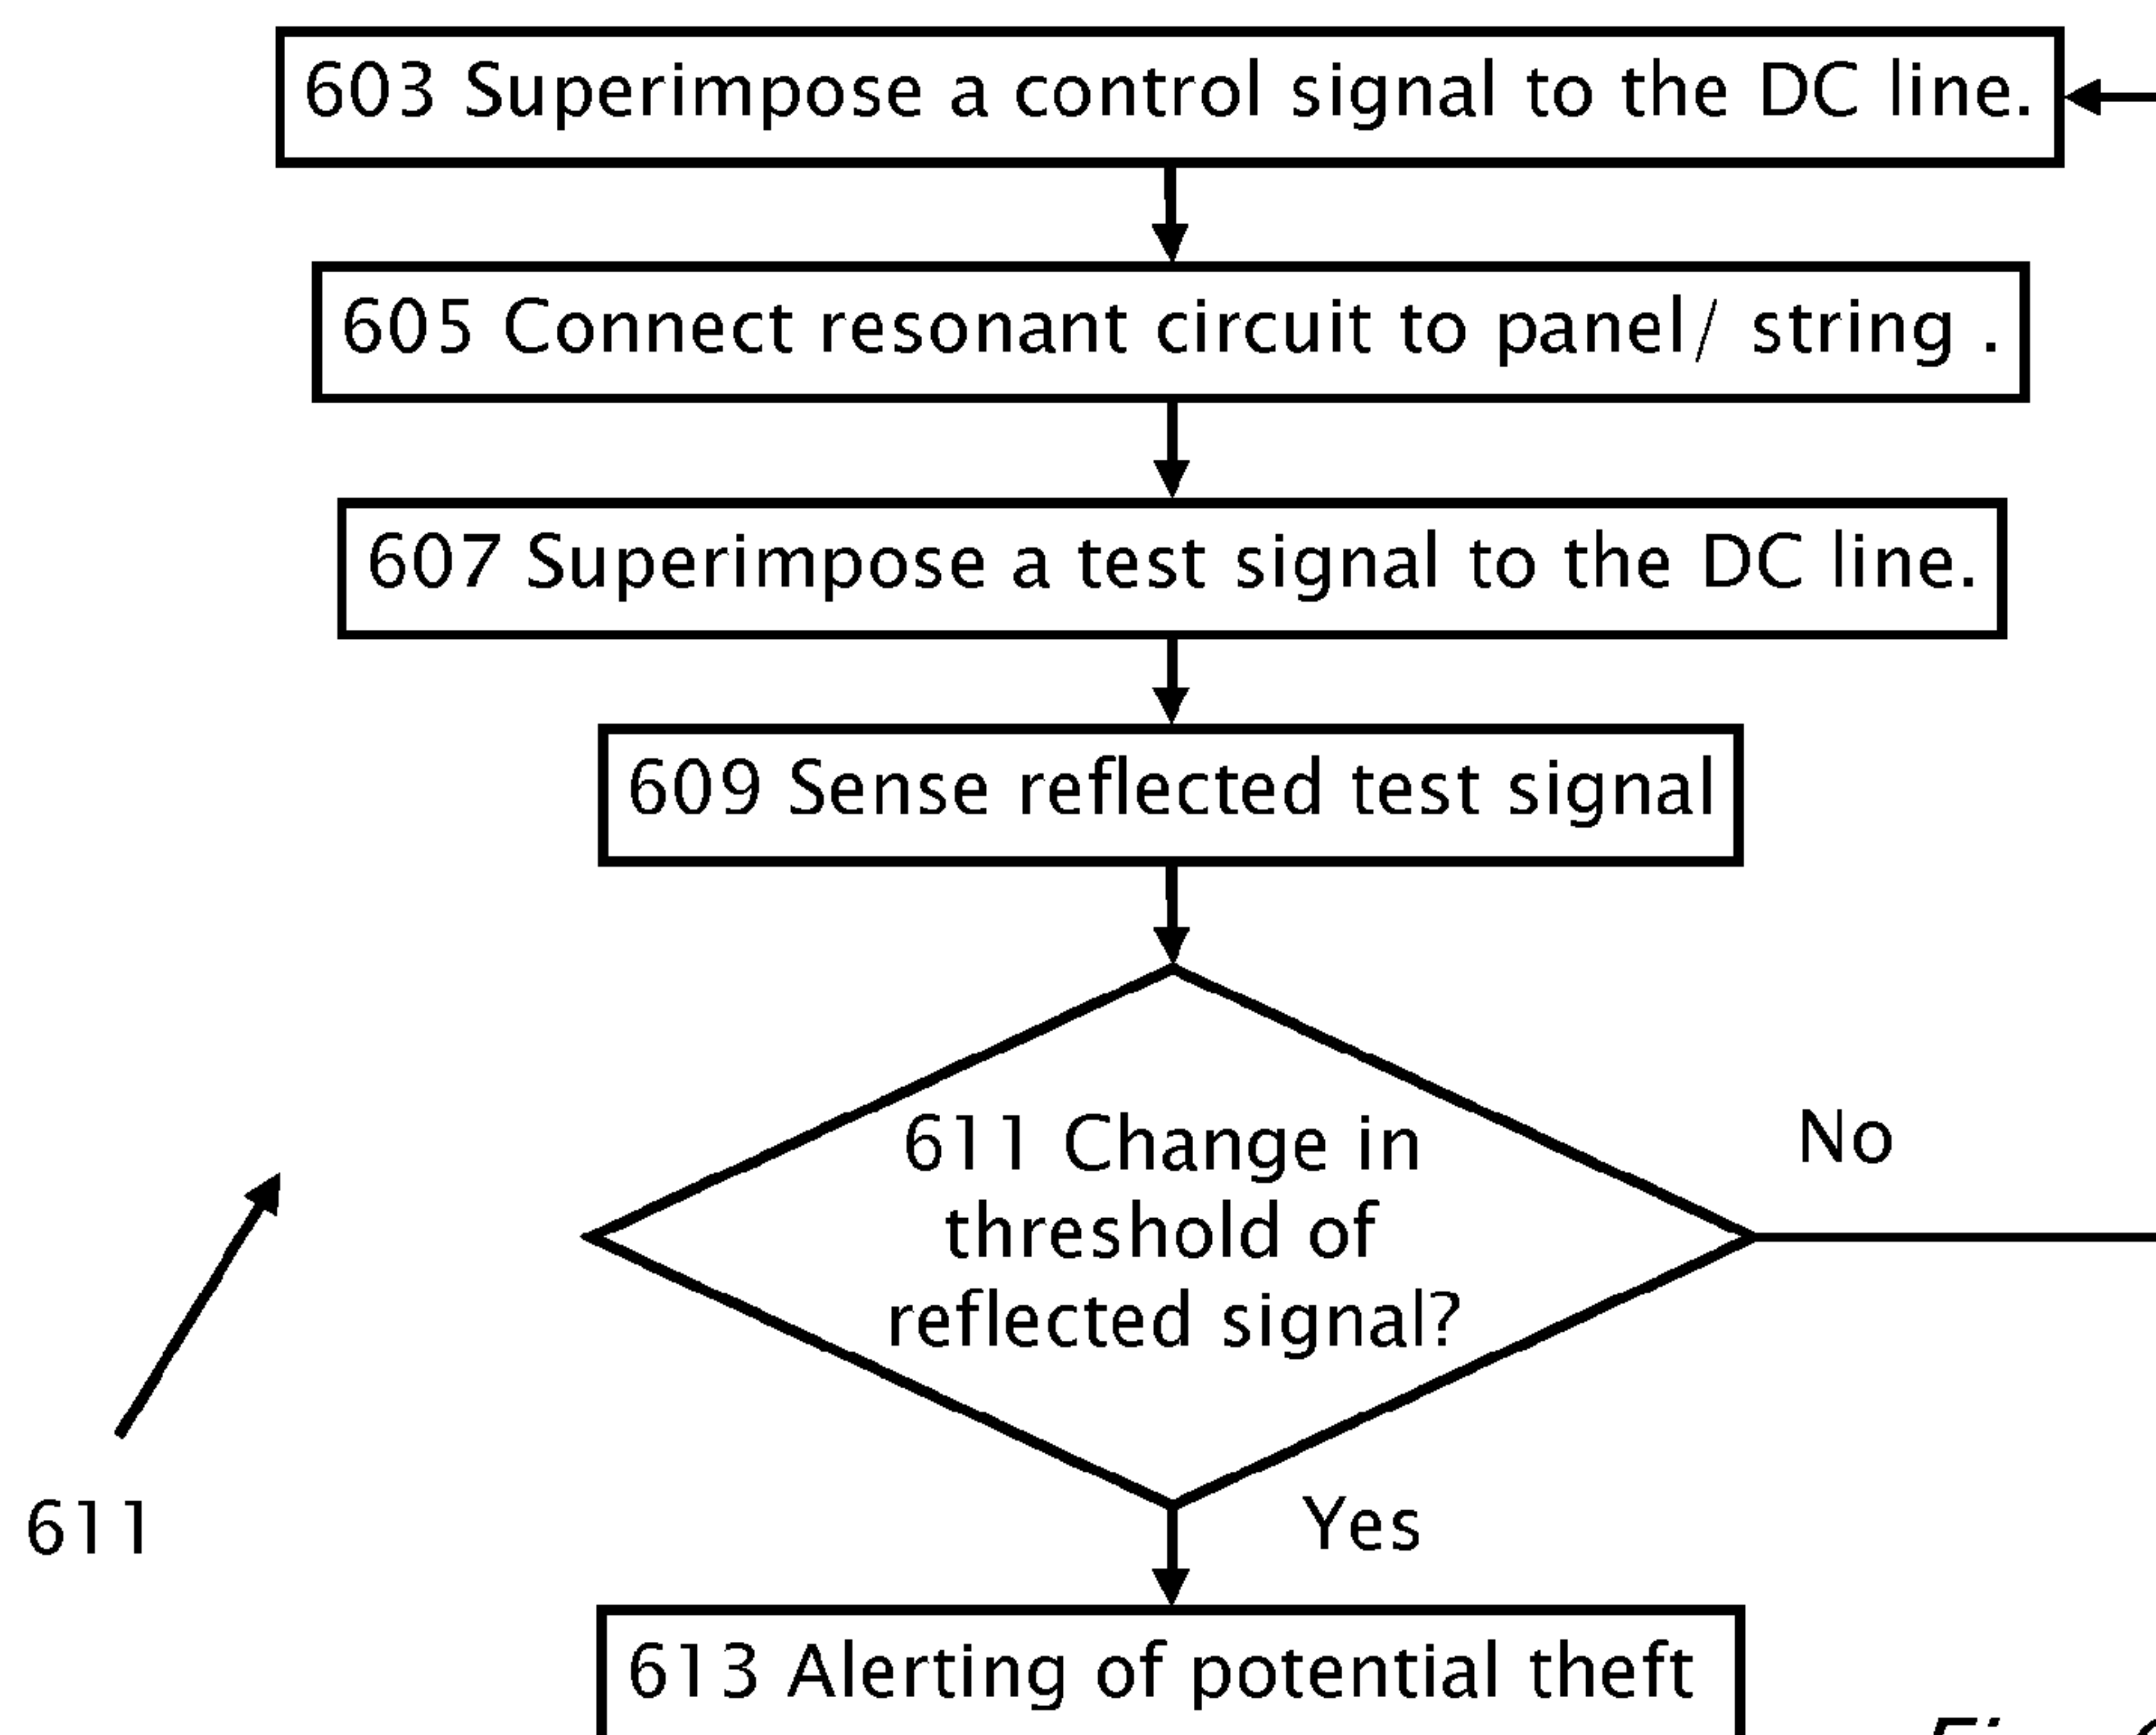 603 Superimpose a control signal to the DC line.
605 Connect resonant circuit to panel/ string .
607 Superimpose a test signal to the DC line.
609 Sense reflected test signal
611 Change in
threshold of
reflected signal?
No
611
Yes
613 Alerting of potential theft